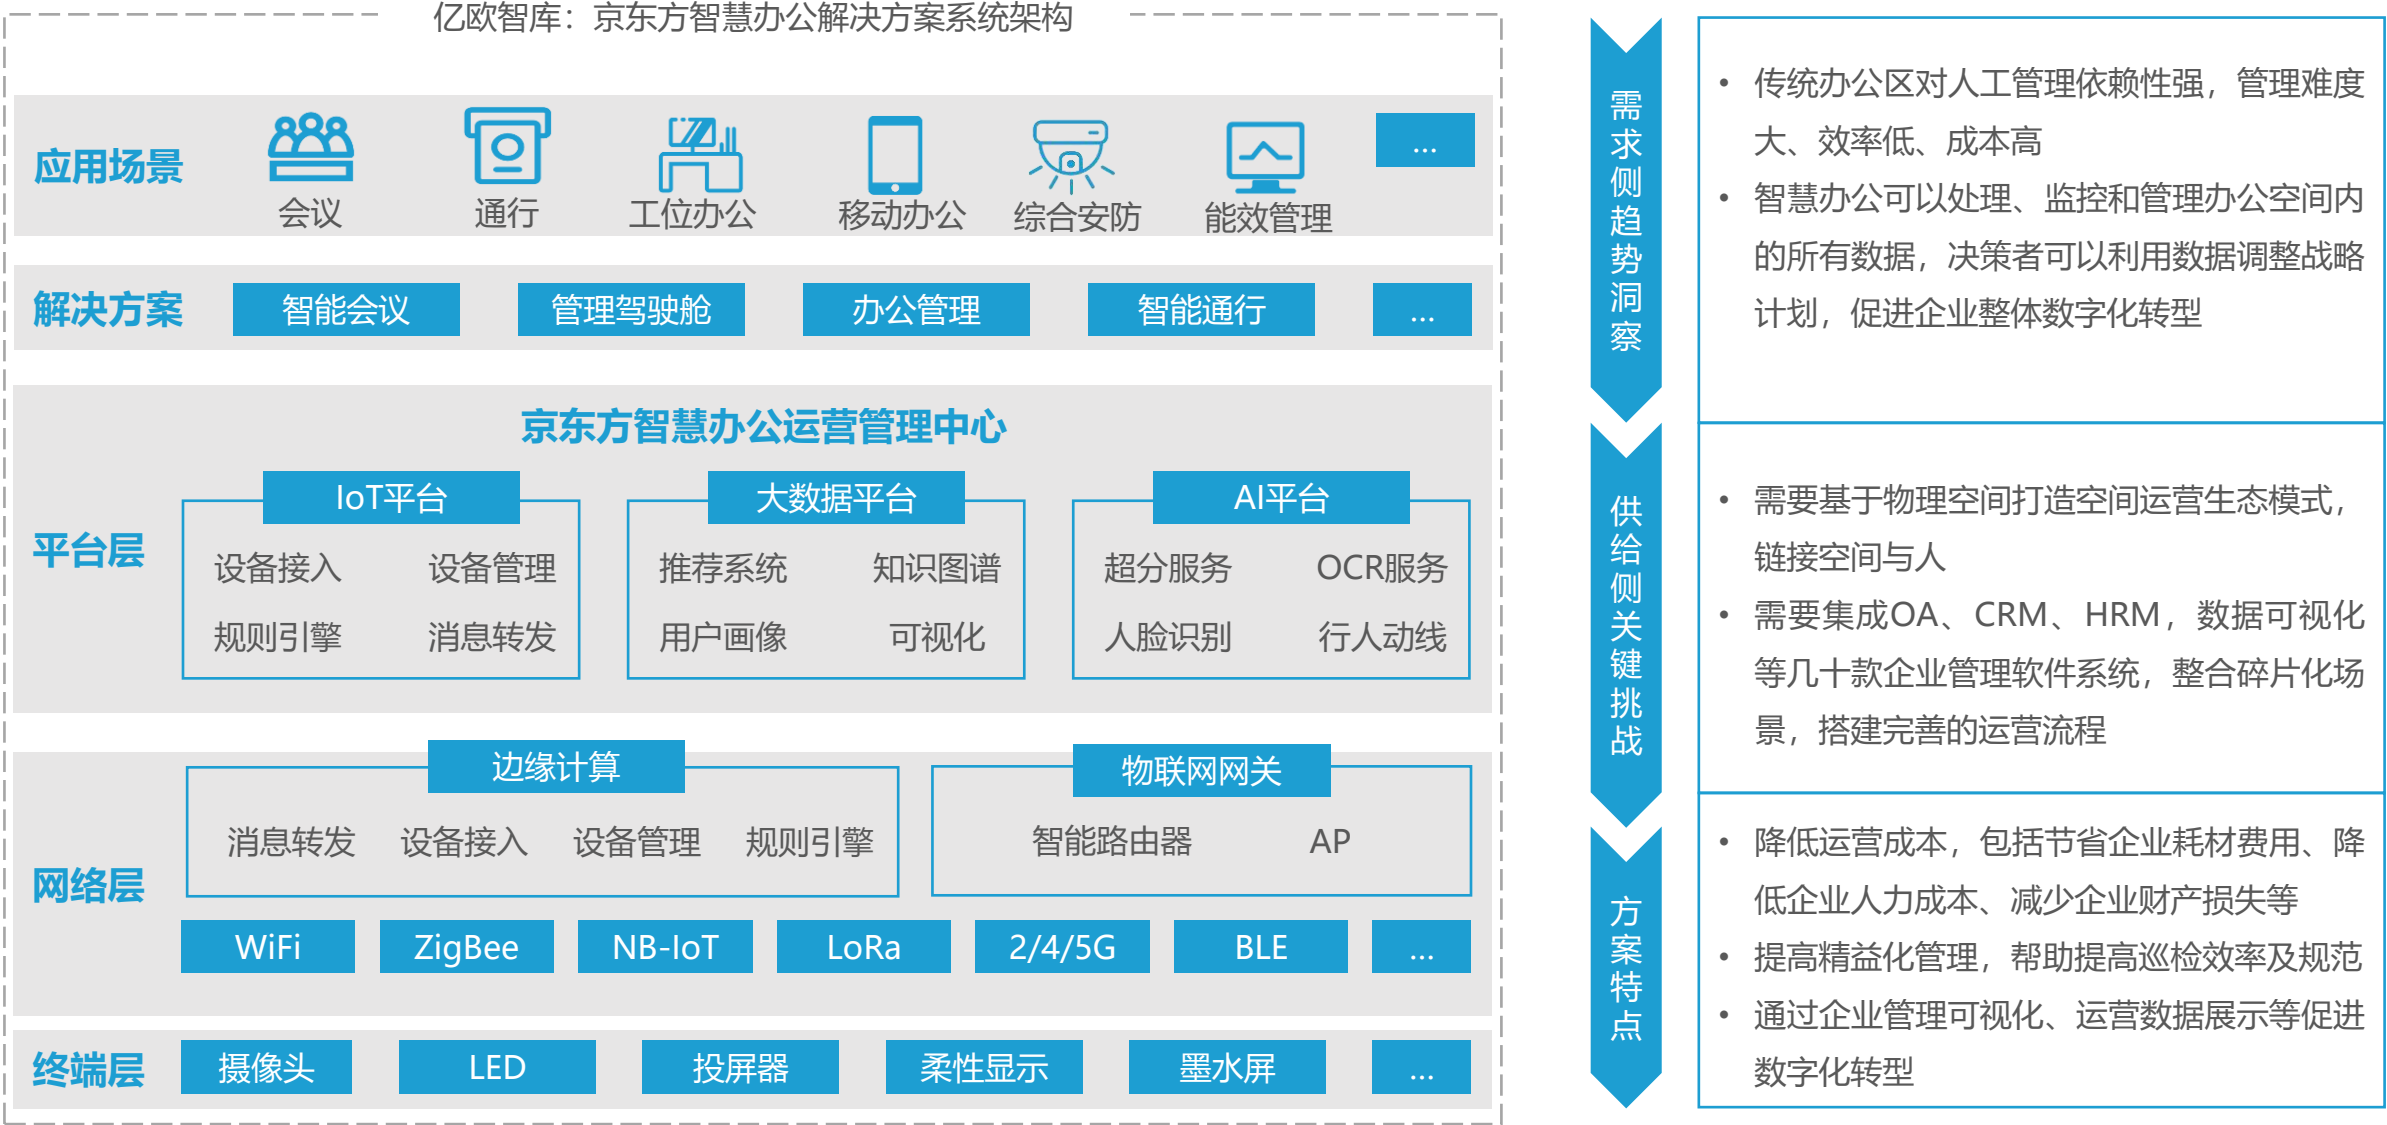 亿欧智库：京东方智慧办公解决方案系统架构
应用场景
会议
通行
工位办公
移动办公
综合安防
能效管理
...
解决方案
智能会议
管理驾驶舱
办公管理
智能通行
...
平台层
京东方智慧办公运营管理中心
IoT平台
设备接入 设备管理
规则引擎 消息转发
大数据平台
推荐系统 知识图谱
用户画像 可视化
AI平台
超分服务 OCR服务
人脸识别 行人动线
网络层
边缘计算
消息转发 设备接入 设备管理 规则引擎
物联网网关
智能路由器 AP
WiFi
ZigBee
NB-IoT
LoRa
2/4/5G
BLE
...
终端层
摄像头
LED
投屏器
柔性显示
墨水屏
...
需求侧趋势洞察
• 传统办公区对人工管理依赖性强，管理难度
大、效率低、成本高
• 智慧办公可以处理、监控和管理办公空间内
的所有数据，决策者可以利用数据调整战略
计划，促进企业整体数字化转型
供给侧关键挑战
• 需要基于物理空间打造空间运营生态模式，
链接空间与人
• 需要集成OA、CRM、HRM，数据可视化
等几十款企业管理软件系统，整合碎片化场
景，搭建完善的运营流程
方案特点
• 降低运营成本，包括节省企业耗材费用、降
低企业人力成本、减少企业财产损失等
• 提高精益化管理，帮助提高巡检效率及规范
• 通过企业管理可视化、运营数据展示等促进
数字化转型